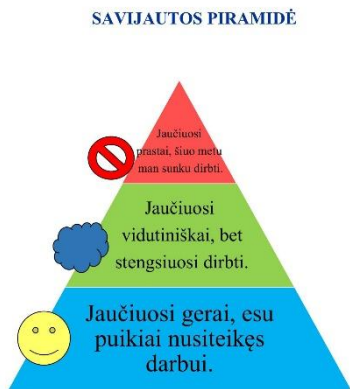 SAVIJAUTOS PIRAMIDĖ
Jaučiuosi
prastai, šiuo metu
man sunku dirbti.
Jaučiuosi
vidutiniškai, bet
stengsiuosi dirbti.
Jaučiuosi gerai, esu
puikiai nusiteikęs
darbui.